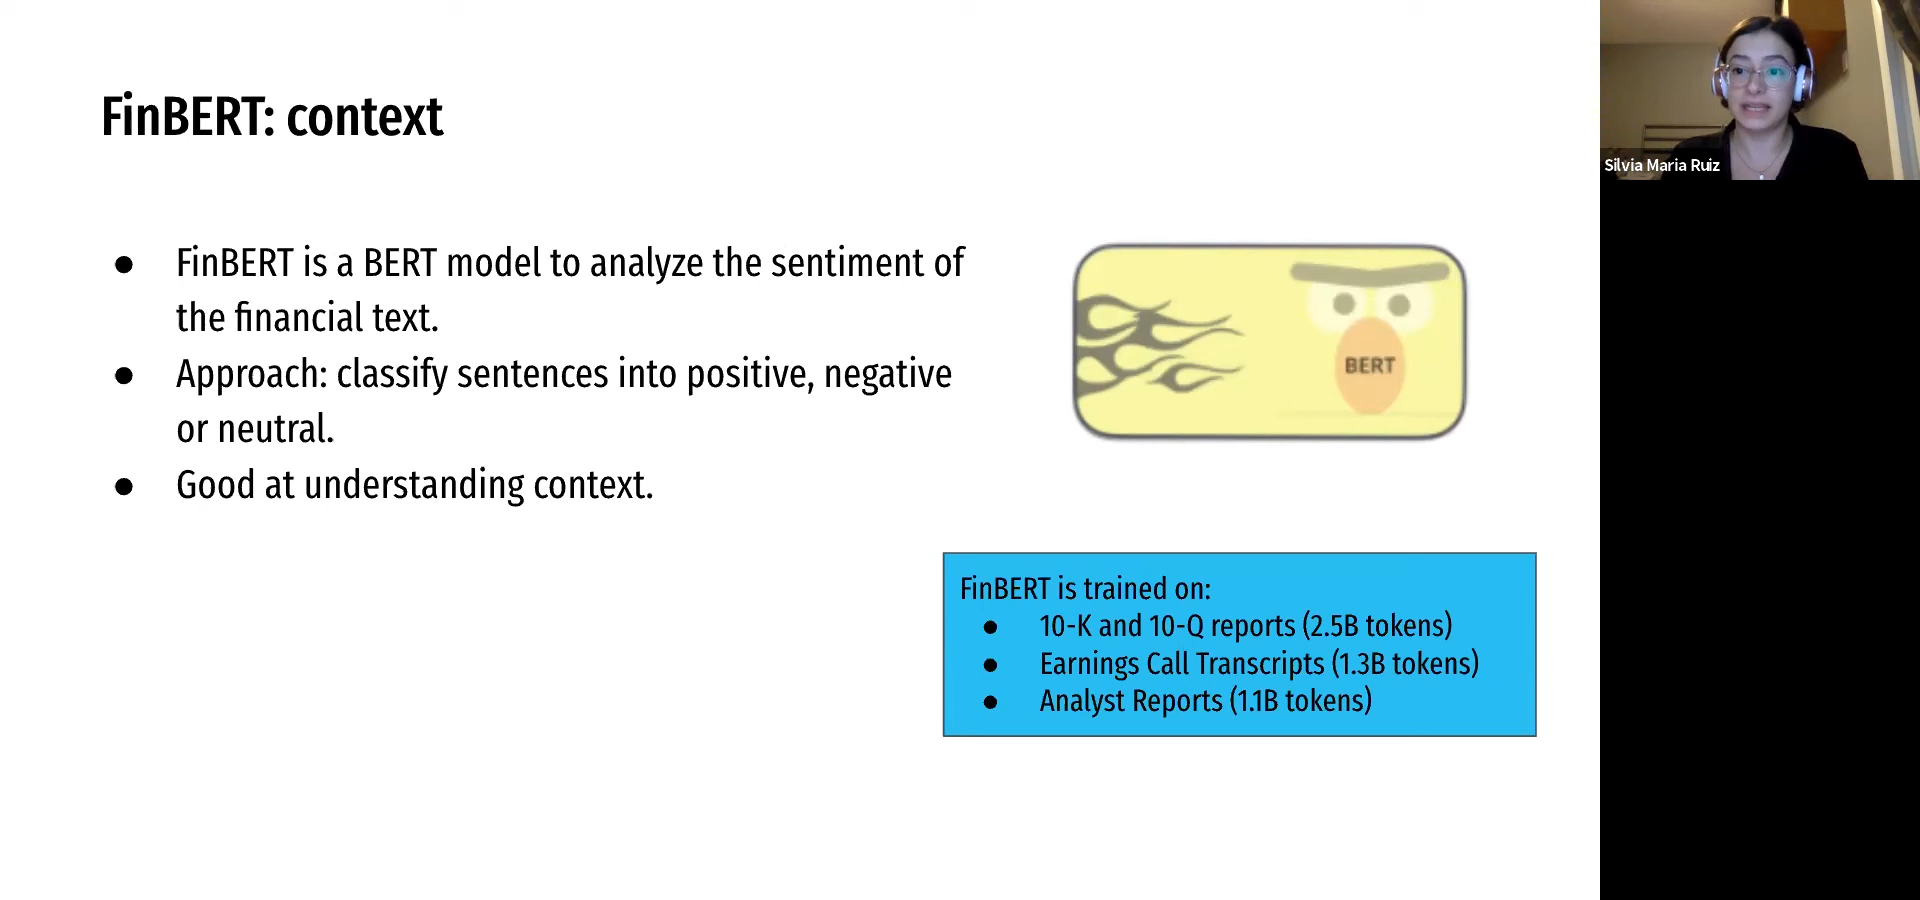 FinBERT: context
● FinBERT is a BERT model to analyze the sentiment of
the financial text.
● Approach: classify sentences into positive, negative
or neutral.
● Good at understanding context.
BERT
FinBERT is trained on:
● 10-K and 10-Q reports (2.5B tokens)
● Earnings Call Transcripts (1.3B tokens)
● Analyst Reports (1.1B tokens)
Silvia Maria Ruiz